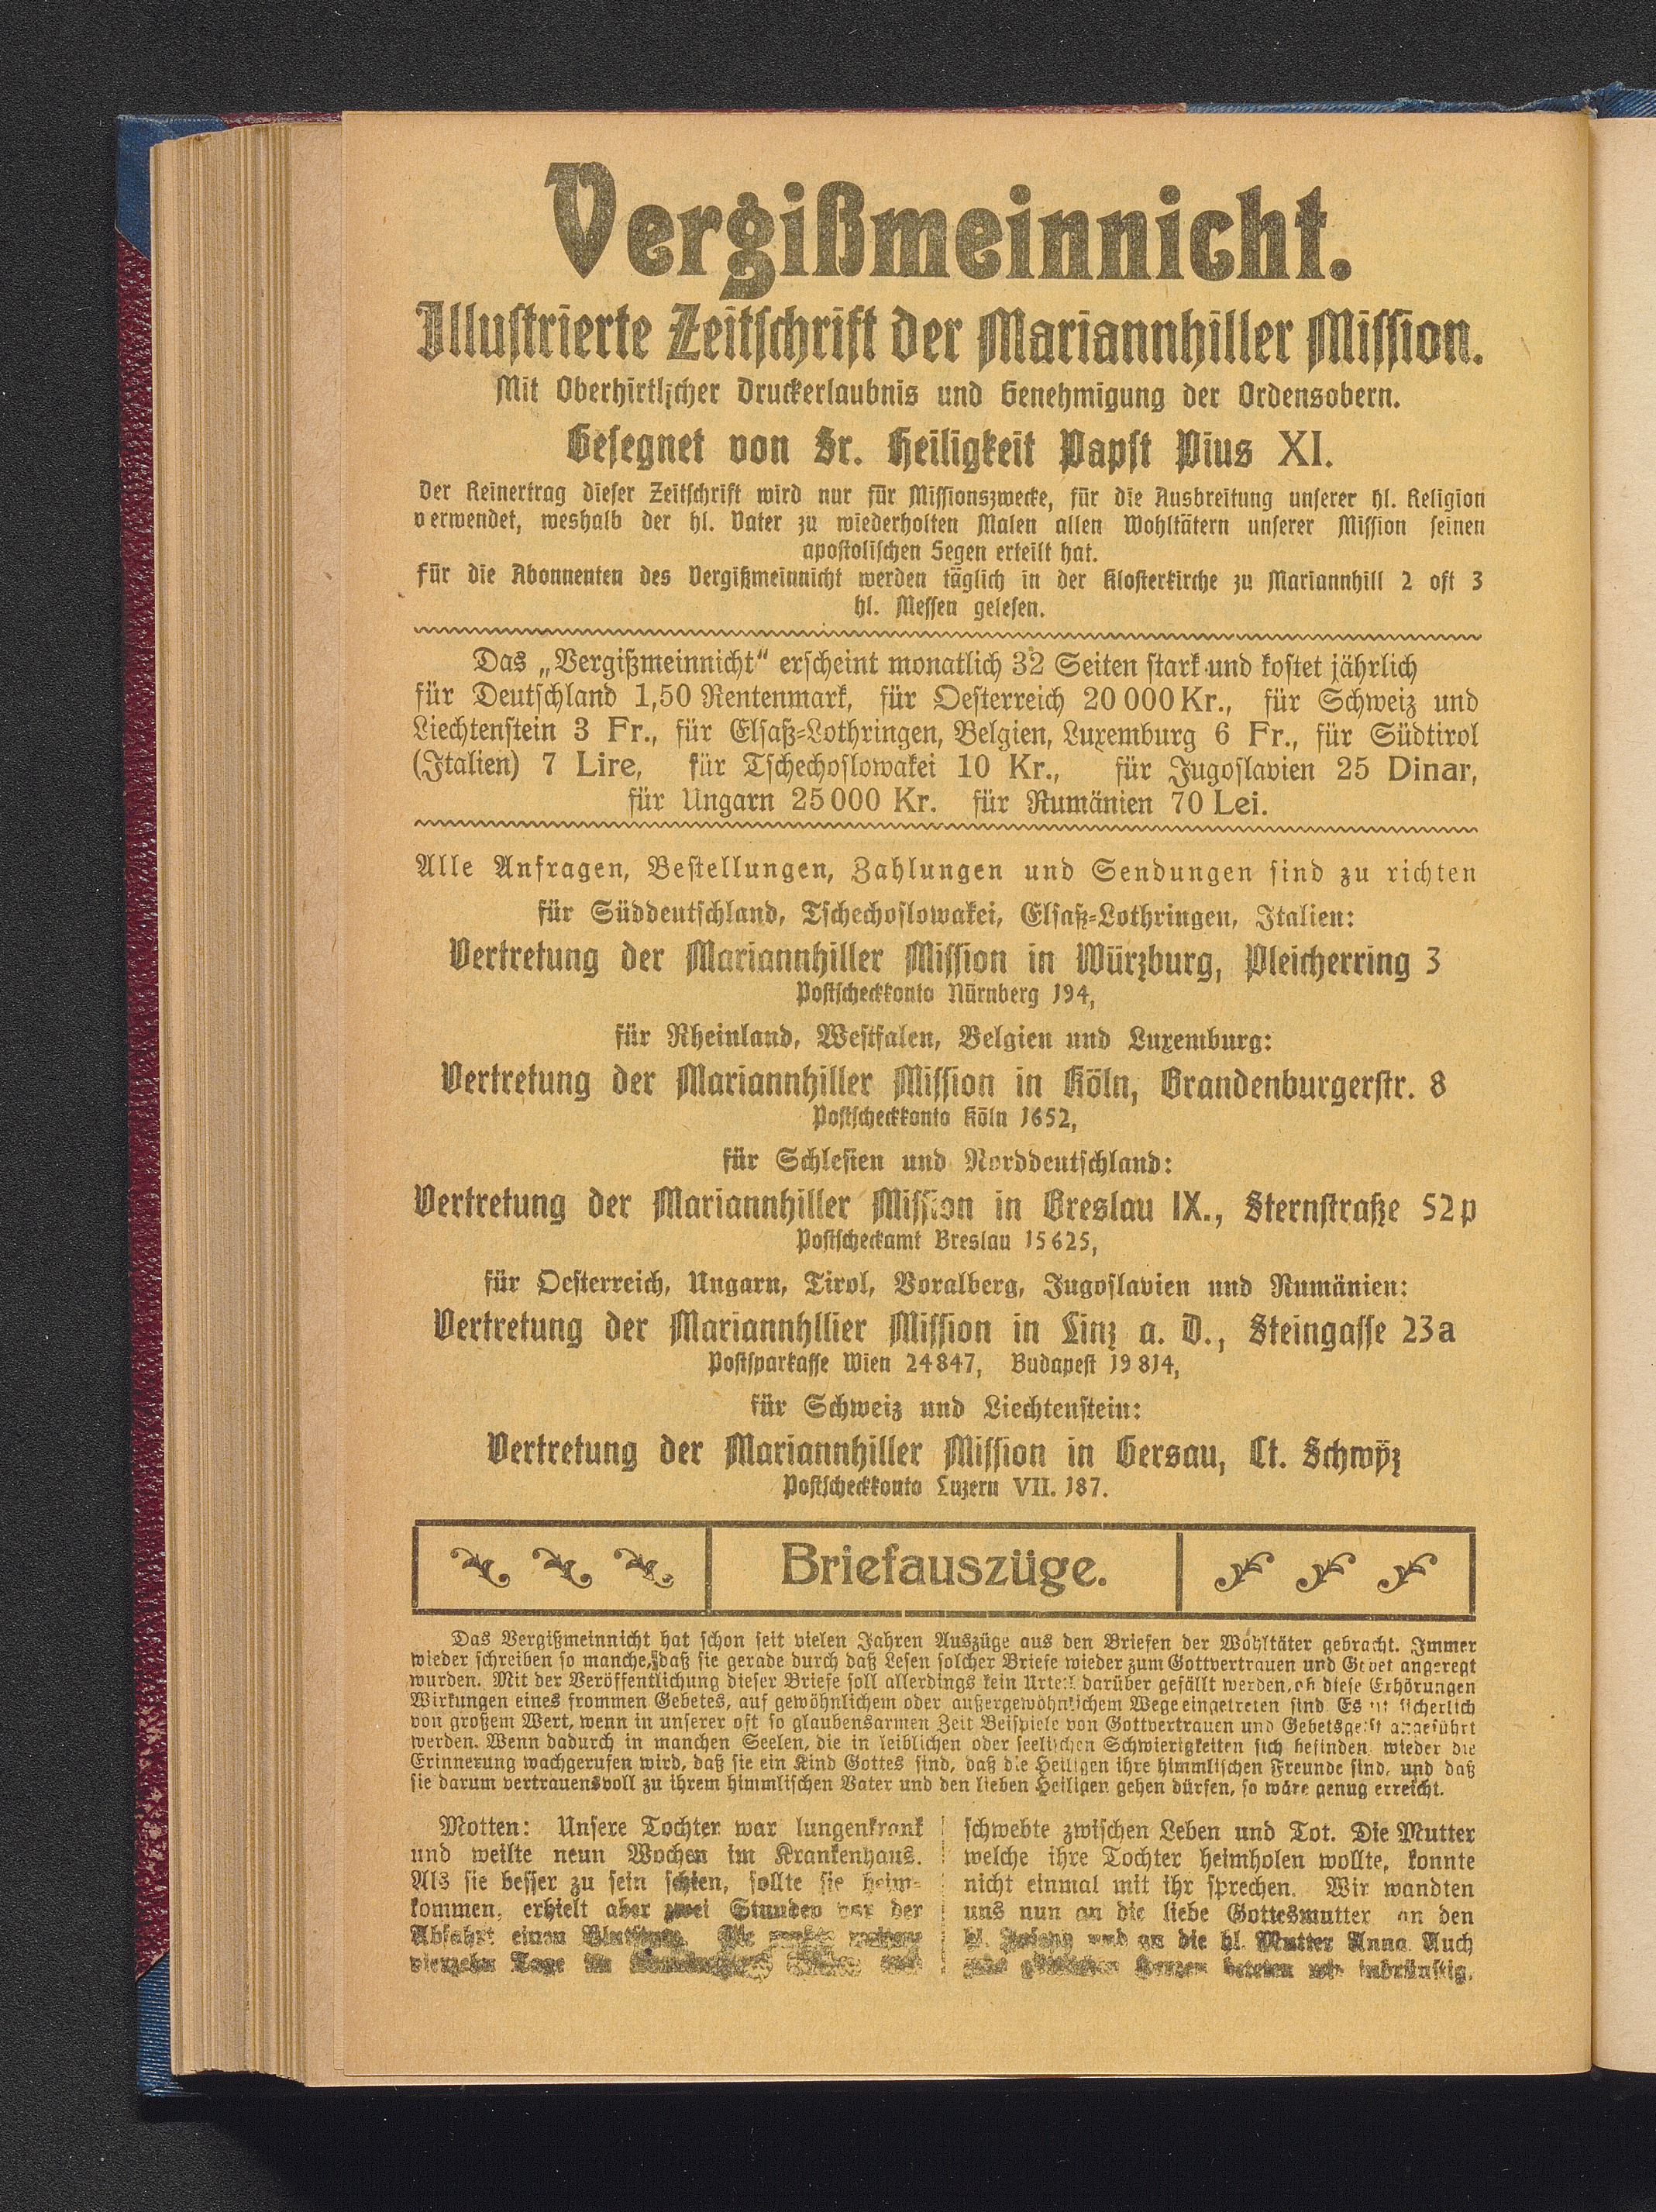 Vergißmeinnicht.
Illustrierte Zeitschrift der Mariannhiller Mission.
Mit Oberhirtlicher Druckerlaubnis und Genehmigung der Ordensobern.
Gesegnet von Sr. Heiligkeit Papst Pius XI.
Der Reinertrag dieser Zeitschrift wird nur für Missionszwecke, für die Ausbreitung unserer hl. Religion
verwendet, weshalb der hl. Vater zu wiederholten Malen allen Wohltätern unserer Mission seinen
apostolischen Segen erteilt hat.
Für die Abonnenten des Vergißmeinnicht werden täglich in der Klosterkirche zu Mariannhill 2 oft 3
hl. Messen gelesen.
Das „Vergißmeinnicht“ erscheint monatlich 32 Seiten stark und kostet jährlich
für Deutschland 1,50 Rentenmark, für Oesterreich 20 000 Kr., für Schweiz und
Liechtenstein 3 Fr., für Elsaß-Lothringen, Belgien, Luxemburg 6 Fr., für Südtirol
(Italien) 7 Lire, für Tschechoslowakei 10 Kr., für Jugoslavien 25 Dinar,
für Ungarn 25 000 Kr. für Rumänien 70 Lei.
Alle Anfragen, Bestellungen, Zahlungen und Sendungen sind zu richten
für Süddeutschland, Tschechoslowakei, Elsaß-Lothringen, Italien:
Vertretung der Mariannhiller Mission in Würzburg, Pleicherring 3
Postscheckkonto Nürnberg 194,
für Rheinland, Westfalen, Belgien und Luxemburg:
Vertretung der Mariannhiller Mission in Köln, Brandenburgerstr. 8
Postscheckkonto Köln 1652,
für Schlesien und Norddeutschland:
Vertretung der Mariannhiller Mission in Breslau IX., Sternstraße 52p
Postscheckamt Breslau 15 625,
für Oesterreich, Ungarn, Tirol, Voralberg, Jugoslavien und Rumänien:
Vertretung der Mariannhllier Mission in Linz a. D., Steingasse 23a
Postsparkasse Wien 24 847, Budapest 19 814,
für Schweiz und Liechtenstein:
Vertretung der Mariannhiller Mission in Gersau, Ct. Schwÿz
Postscheckkonto Luzern VII. 187.
Briefauszüge.
Das Vergißmeinnicht hat schon seit vielen Jahren Auszüge aus den Briefen der Wohltäter gebracht. Immer
wieder schreiben so manche, daß sie gerade durch daß Lesen solcher Briefe wieder zum Gottvertrauen und Gebet angeregt
wurden. Mit der Veröffentlichung dieser Briefe soll allerdings kein Urteil darüber gefällt werden, ob diese Erhörungen
Wirkungen eines frommen Gebetes, auf gewöhnlichem oder außergewöhnlichem Wege eingetreten sind. Es ist sicherlich
von großem Wert, wenn in unserer oft so glaubensarmen Zeit Beispiele von Gottvertrauen und Gebetsgeist angeführt
werden. Wenn dadurch in manchen Seelen, die in leiblichen oder seelischen Schwierigkeiten sich befinden, wieder die
Erinnerung wachgerufen wird, daß sie ein Kind Gottes sind, daß die Heiligen ihre himmlischen Freunde sind, und daß
sie darum vertrauensvoll zu ihrem himmlischen Vater und den lieben Heiligen gehen dürfen, so wäre genug erreicht.
Motten: Unsere Tochter war lungenkrank
und weilte neun Wochen im Krankenhaus.
Als sie besser zu sein schien, sollte sie heim-
kommen, erhielt aber zwei Stunden vor der
Abfahrt einen Blutsturz.
vierzehn Tage im
schwebte zwischen Leben und Tot. Die Mutter
welche ihre Tochter heimholen wollte, konnte
nicht einmal mit ihr sprechen. Wir wandten
uns nun an die liebe Gottesmutter an den
hl. Joseph und an die hl. Mutter Anna. Auch
Herzen beteten wir inbrünstig.